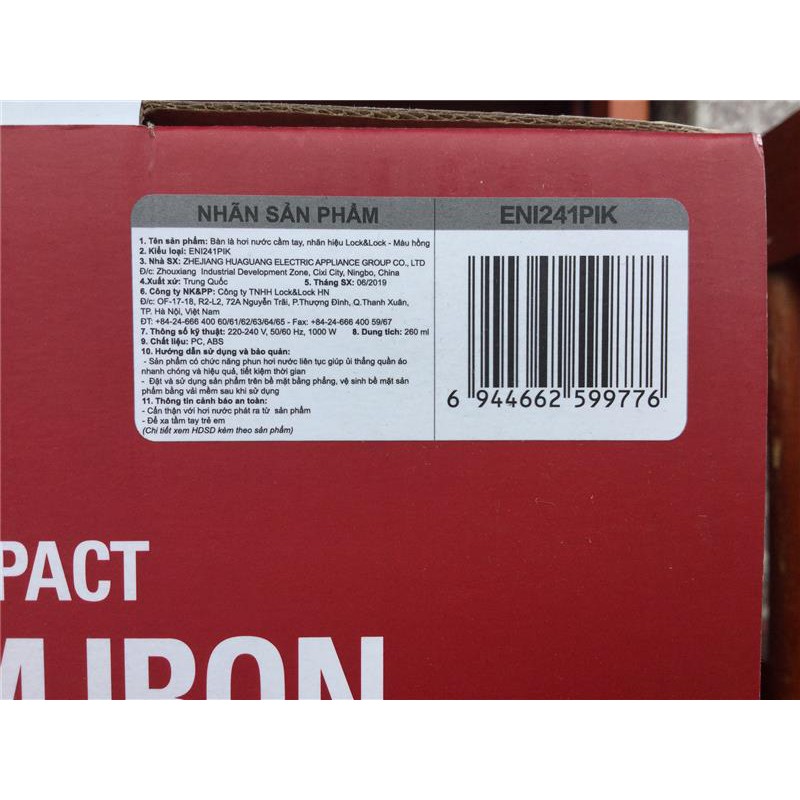 NHÃN SẢN PHẨM
ENI241PIK
1. Tên sản phẩm: Bàn là hơi nước cầm tay, nhãn hiệu Lock&Lock - Màu hồng
2. Kiểu loại: ENI241PIK
3. Nhà SX: ZHEJIANG HUAGUANG ELECTRIC APPLIANCE GROUP CO., LTD
Đ/c: Zhouxiang Industrial Development Zone, Cixi City, Ningbo, China
4.Xuất xứ: Trung Quốc 5. Tháng SX: 06/2019
6. Công ty NK&PP: Công ty TNHH Lock&Lock HN
Đ/c: OF-17-18, R2-L2, 72A Nguyễn Trãi, P.Thượng Đình, Q.Thanh Xuân,
TP. Hà Nội, Việt Nam
ĐT: +84-24-666 400 60/61/62/63/64/65 - Fax: +84-24-666 400 59/67
7. Thông số kỹ thuật: 220-240 V, 50/60 Hz, 1000 W 8. Dung tích: 260 ml
9. Chất liệu: PC, ABS
10. Hướng dẫn sử dụng và bảo quản:
- Sản phẩm có chức năng phun hơi nước liên tục giúp ủi thẳng quần áo
nhanh chóng và hiệu quả, tiết kiệm thời gian
- Đặt và sử dụng sản phẩm trên bề mặt bằng phẳng, vệ sinh bề mặt sản
phẩm bằng vải mềm sau khi sử dụng
11. Thông tin cảnh báo an toàn:
- Cẩn thận với hơi nước phát ra từ sản phẩm
- Để xa tầm tay trẻ em
(Chi tiết xem HDSD kèm theo sản phẩm)
6 944662 599776
PACT
M IRON